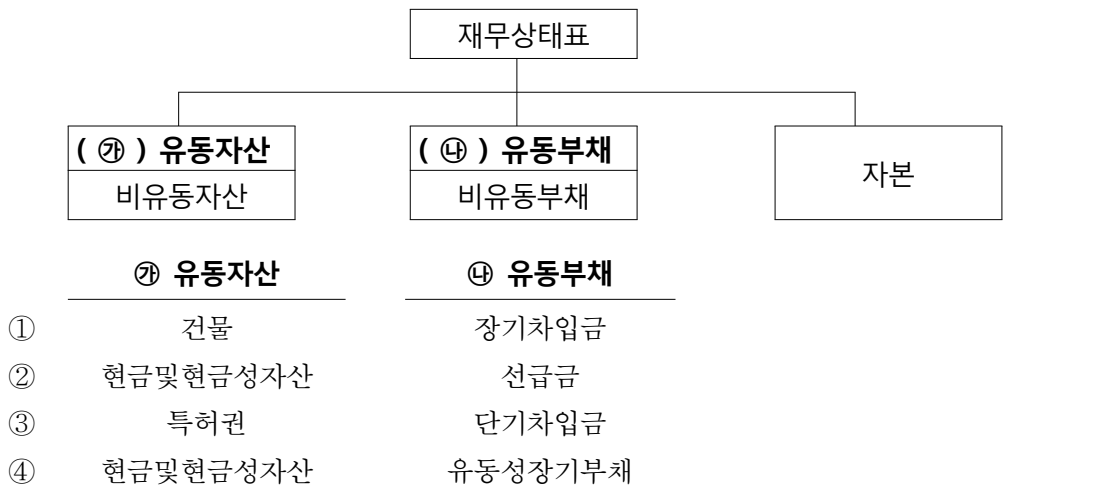 재무상태표
( ㉮ ) 유동자산 ( ㉯ ) 유동부채
자본
비유동자산 비유동부채
㉮ 유동자산 ㉯ 유동부채
① 건물 장기차입금
② 현금및현금성자산 선급금
③ 특허권 단기차입금
④ 현금및현금성자산 유동성장기부채